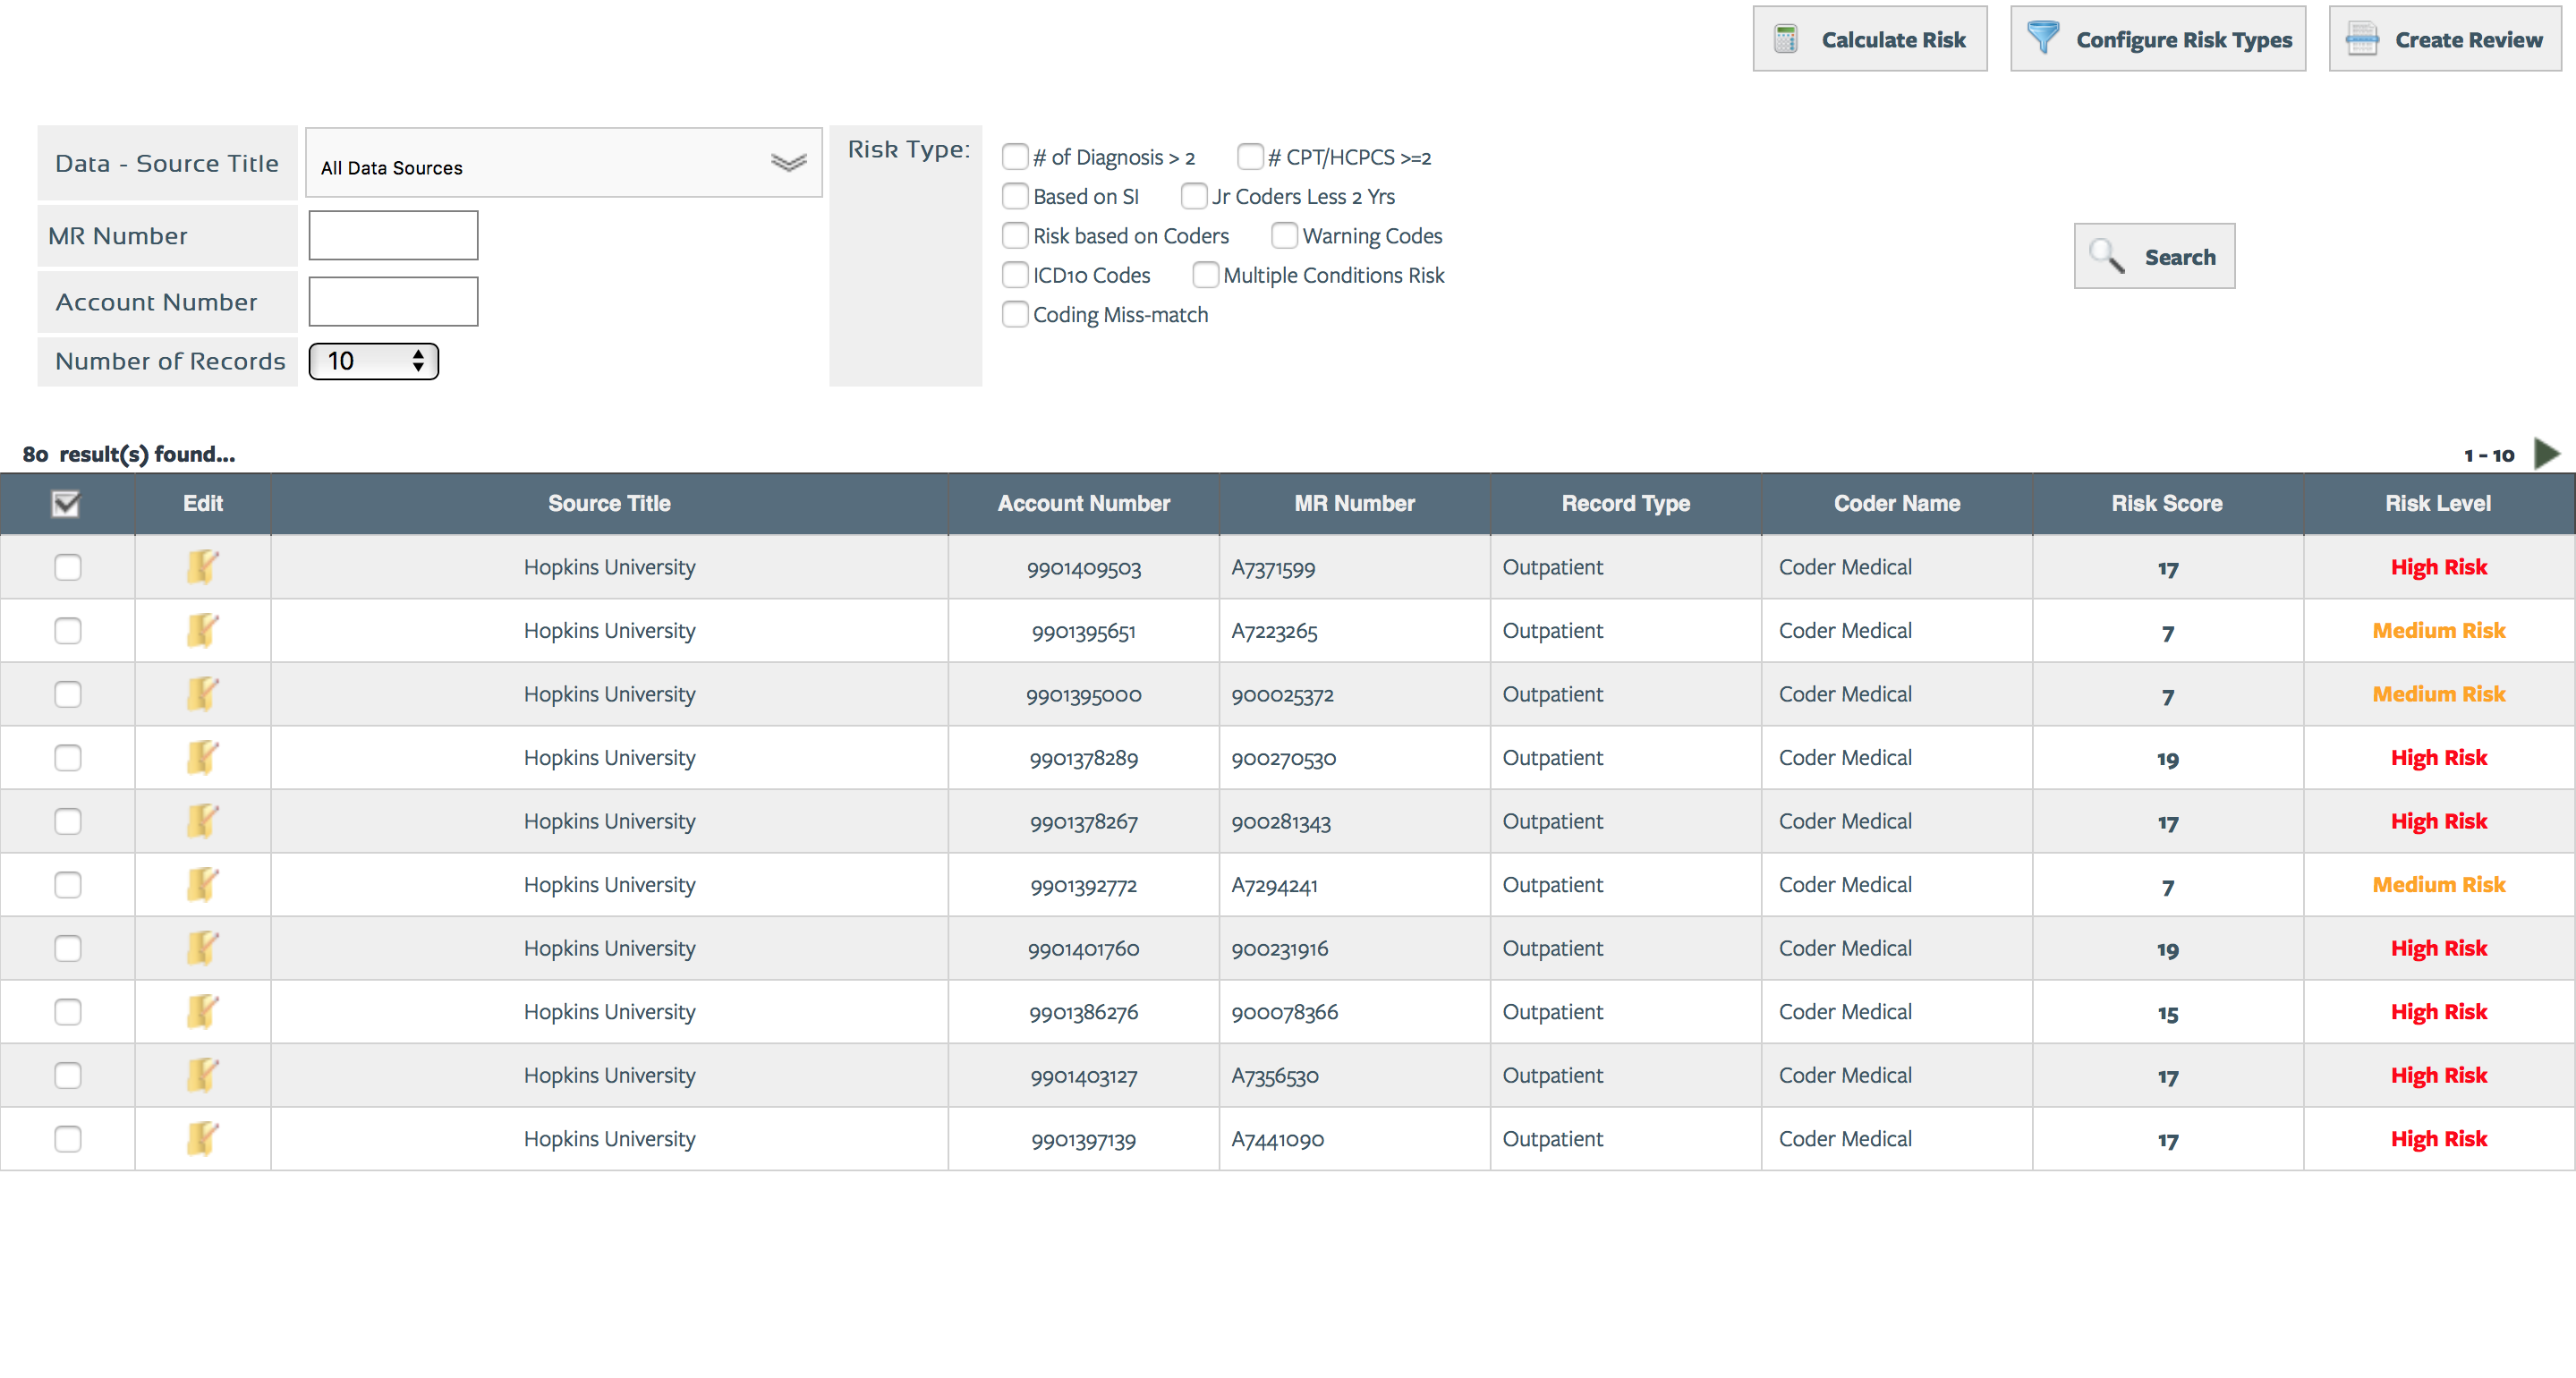 Calculate Risk Configure Risk Types Create Review
Data - Source Title All Data Sources Risk Type: # of Diagnosis > 2 # CPT/HCPCS >=2
Based on SI Jr Coders Less 2 Yrs
MR Number Risk based on Coders Warning Codes
Search
ICD10 Codes Multiple Conditions Risk
Account Number Coding Miss-match
Number of Records 10
80 result(s) found... 1 - 10
Edit Source Title Account Number MR Number Record Type Coder Name Risk Score Risk Level
Hopkins University 9901409503 A7371599 Outpatient Coder Medical 17 High Risk
Hopkins University 9901395651 A7223265 Outpatient Coder Medical 7 Medium Risk
Hopkins University 9901395000 900025372 Outpatient Coder Medical 7 Medium Risk
Hopkins University 9901378289 900270530 Outpatient Coder Medical 19 High Risk
Hopkins University 9901378267 900281343 Outpatient Coder Medical 17 High Risk
Hopkins University 9901392772 A7294241 Outpatient Coder Medical 7 Medium Risk
Hopkins University 9901401760 900231916 Outpatient Coder Medical 19 High Risk
Hopkins University 9901386276 900078366 Outpatient Coder Medical 15 High Risk
Hopkins University 9901403127 A7356530 Outpatient Coder Medical 17 High Risk
Hopkins University 9901397139 A7441090 Outpatient Coder Medical 17 High Risk